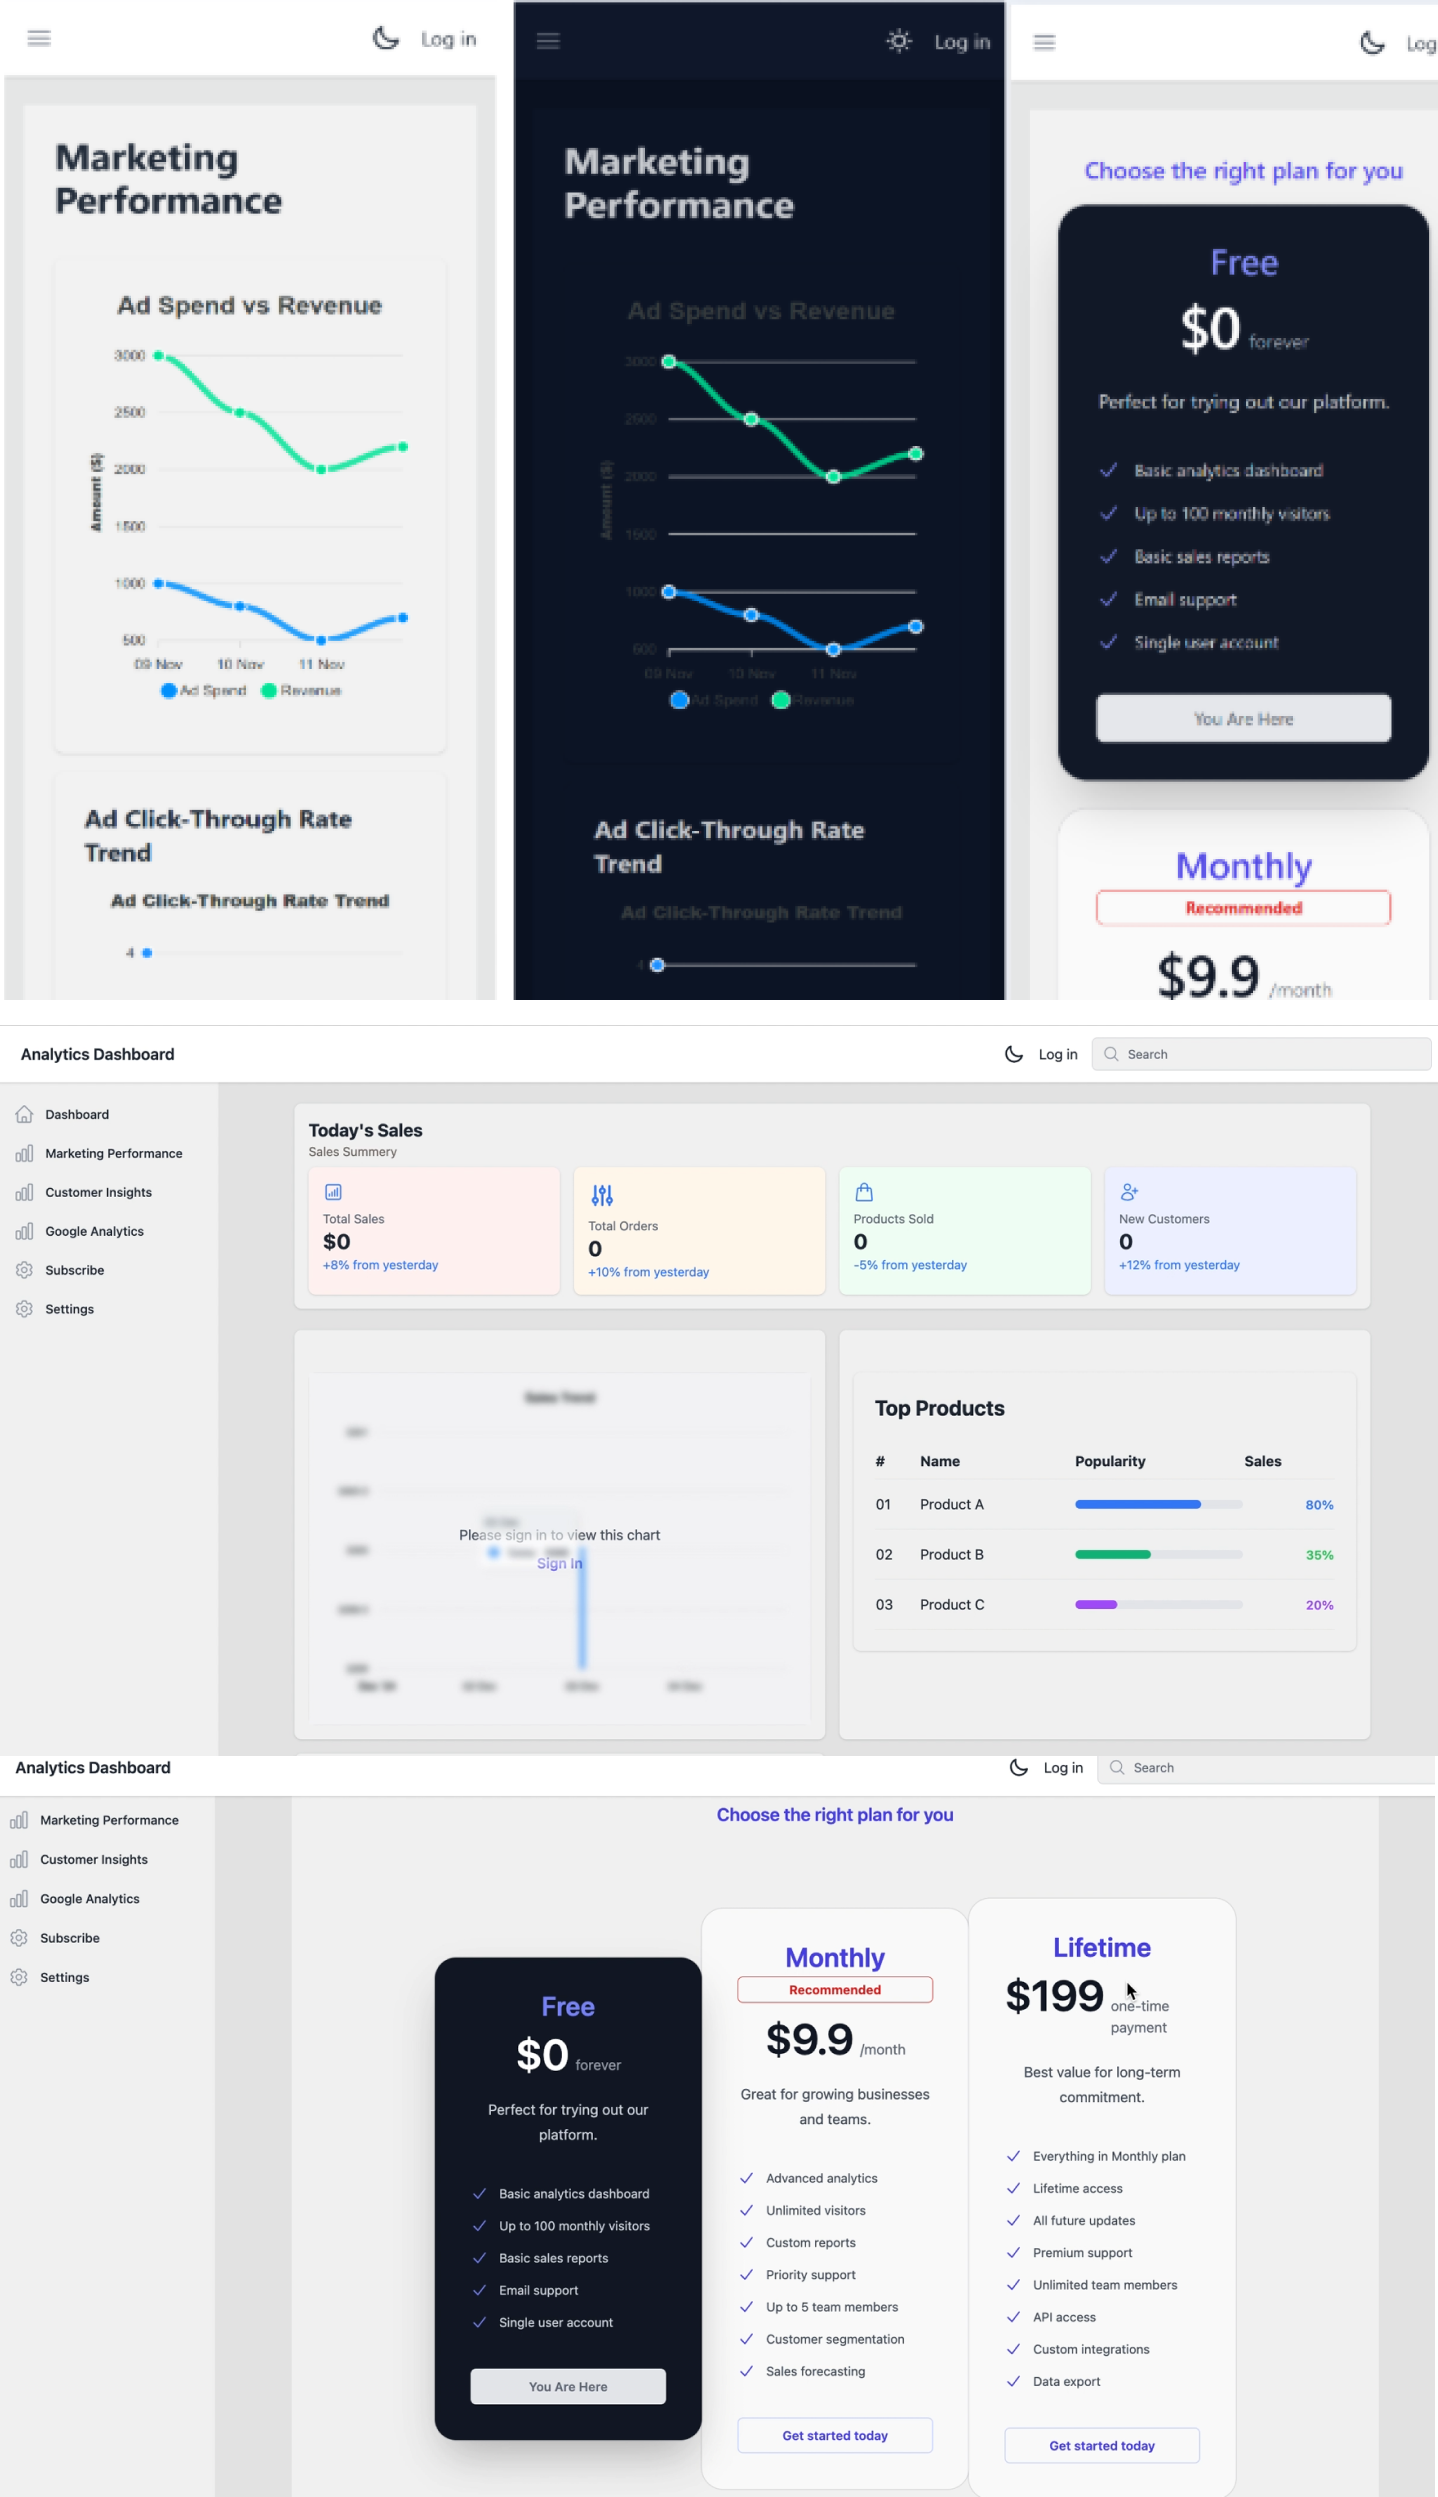 Log in
Marketing
Performance
Ad Spend vs Revenue
3000
2500
2000
1500
1000
500
Amount ($)
09 Nov
10 Nov
11 Nov
Ad Spend
Revenue
Ad Click-Through Rate
Trend
Ad Click-Through Rate Trend
4
Log in
Marketing
Performance
Ad Spend vs Revenue
3000
2500
2000
1500
1000
500
Amount ($)
09 Nov
10 Nov
11 Nov
Ad Spend
Revenue
Ad Click-Through Rate
Trend
Ad Click-Through Rate Trend
4
Log
Choose the right plan for you
Free
$0 forever
Perfect for trying out our platform.
Basic analytics dashboard
Up to 100 monthly visitors
Basic sales reports
Email support
Single user account
You Are Here
Monthly
Recommended
$9.9 /month
Analytics Dashboard
Log in
Search
Dashboard
Marketing Performance
Customer Insights
Google Analytics
Subscribe
Settings
Today's Sales
Sales Summery
Total Sales
$0
+8% from yesterday
Total Orders
0
+10% from yesterday
Products Sold
0
-5% from yesterday
New Customers
0
+12% from yesterday
Sales Trend
Please sign in to view this chart
Sign In
Top Products
# Name Popularity Sales
01 Product A 80%
02 Product B 35%
03 Product C 20%
Analytics Dashboard
Log in
Search
Marketing Performance
Customer Insights
Google Analytics
Subscribe
Settings
Choose the right plan for you
Free
$0 forever
Perfect for trying out our
platform.
Basic analytics dashboard
Up to 100 monthly visitors
Basic sales reports
Email support
Single user account
You Are Here
Monthly
Recommended
$9.9 /month
Great for growing businesses
and teams.
Advanced analytics
Unlimited visitors
Custom reports
Priority support
Up to 5 team members
Customer segmentation
Sales forecasting
Get started today
Lifetime
$199 one-time
payment
Best value for long-term
commitment.
Everything in Monthly plan
Lifetime access
All future updates
Premium support
Unlimited team members
API access
Custom integrations
Data export
Get started today